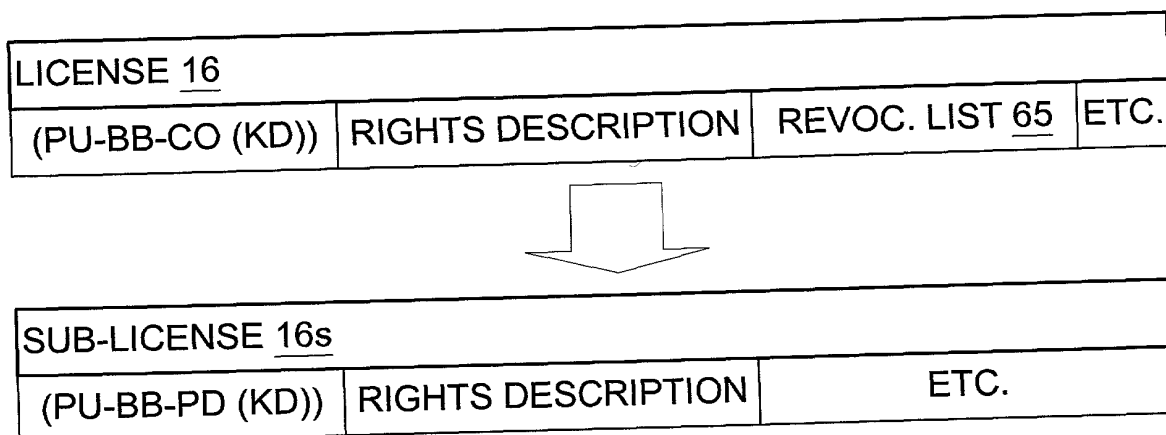 LICENSE 16
(PU-BB-CO (KD)) RIGHTS DESCRIPTION REVOC. LIST 65 ETC.
SUB-LICENSE 16s
(PU-BB-PD (KD)) RIGHTS DESCRIPTION ETC.